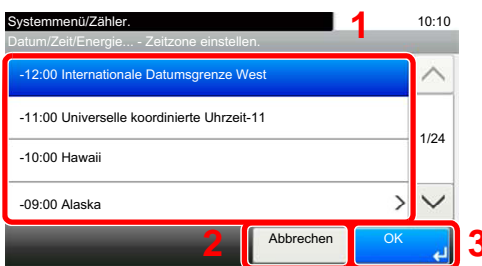 Systemmenü/Zähler. 1 10:10
Datum/Zeit/Energie... - Zeitzone einstellen.
-12:00 Internationale Datumsgrenze West
-11:00 Universelle koordinierte Uhrzeit-11
1/24
-10:00 Hawaii
-09:00 Alaska
2 Abbrechen OK 3